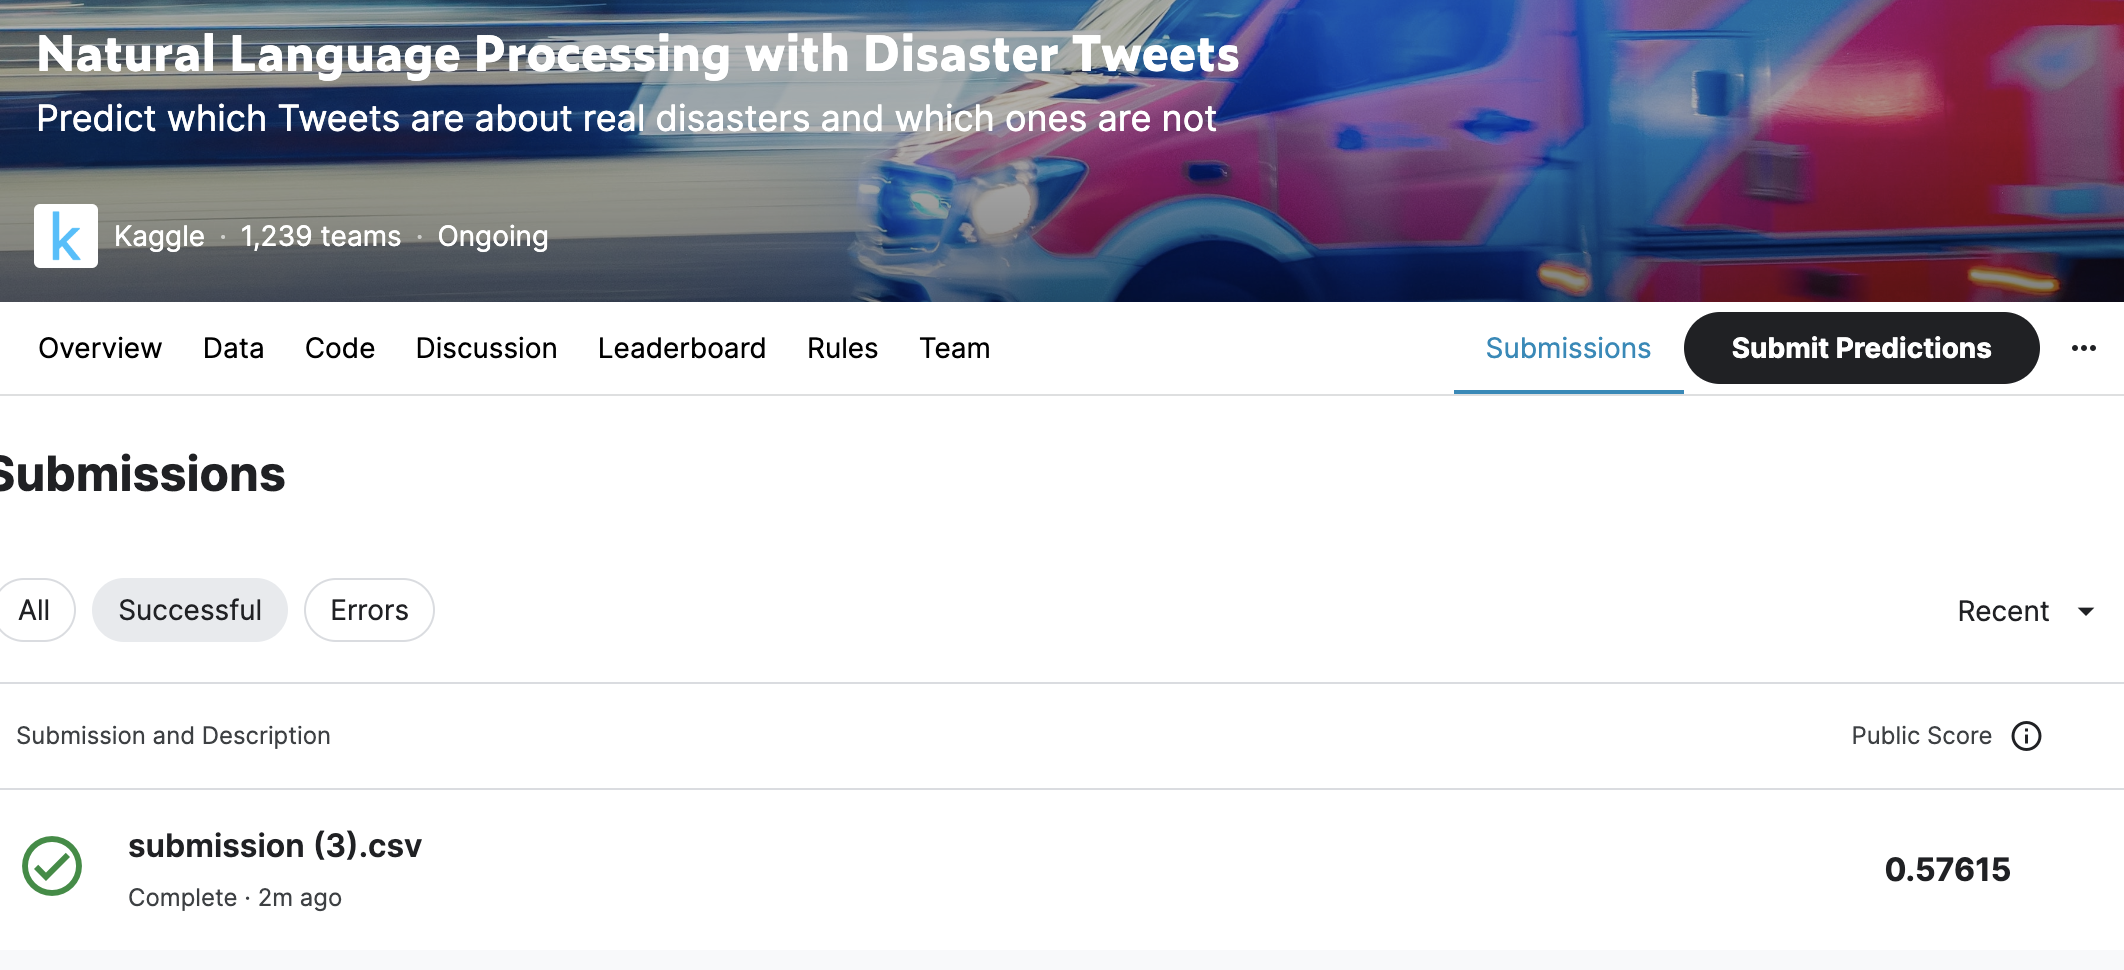 Natural Language Processing with Disaster Tweets
Predict which Tweets are about real disasters and which ones are not
k Kaggle · 1,239 teams · Ongoing
Overview Data Code Discussion Leaderboard Rules Team Submissions Submit Predictions ...
Submissions
All Successful Errors Recent
Submission and Description Public Score
submission (3).csv
Complete · 2m ago
0.57615